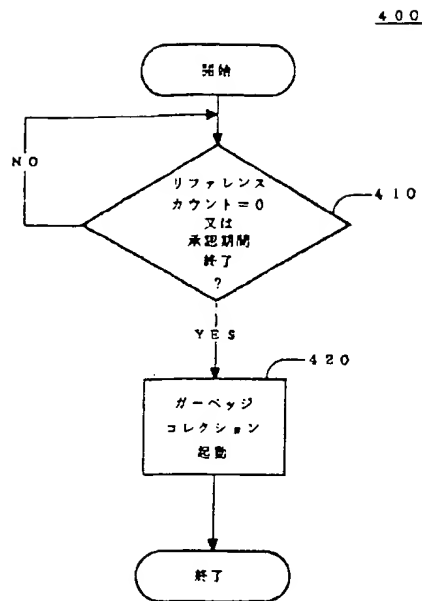 400
開始
NO
リファレンス
カウント=0
又は
承認期間
終了
?
410
YES
420
ガーベッジ
コレクション
起動
終了